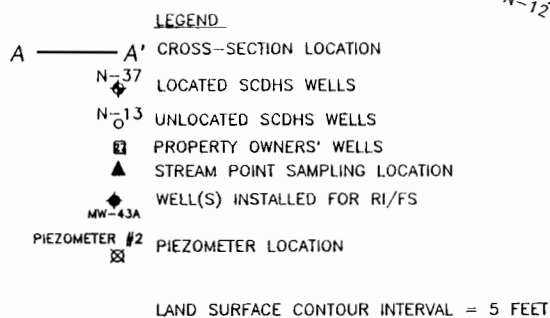 N-12
LEGEND
A A' CROSS-SECTION LOCATION
N-37 LOCATED SCDHS WELLS
N-13 UNLOCATED SCDHS WELLS
PROPERTY OWNERS' WELLS
STREAM POINT SAMPLING LOCATION
MW-43A WELL(S) INSTALLED FOR RI/FS
PIEZOMETER #2 PIEZOMETER LOCATION
LAND SURFACE CONTOUR INTERVAL = 5 FEET